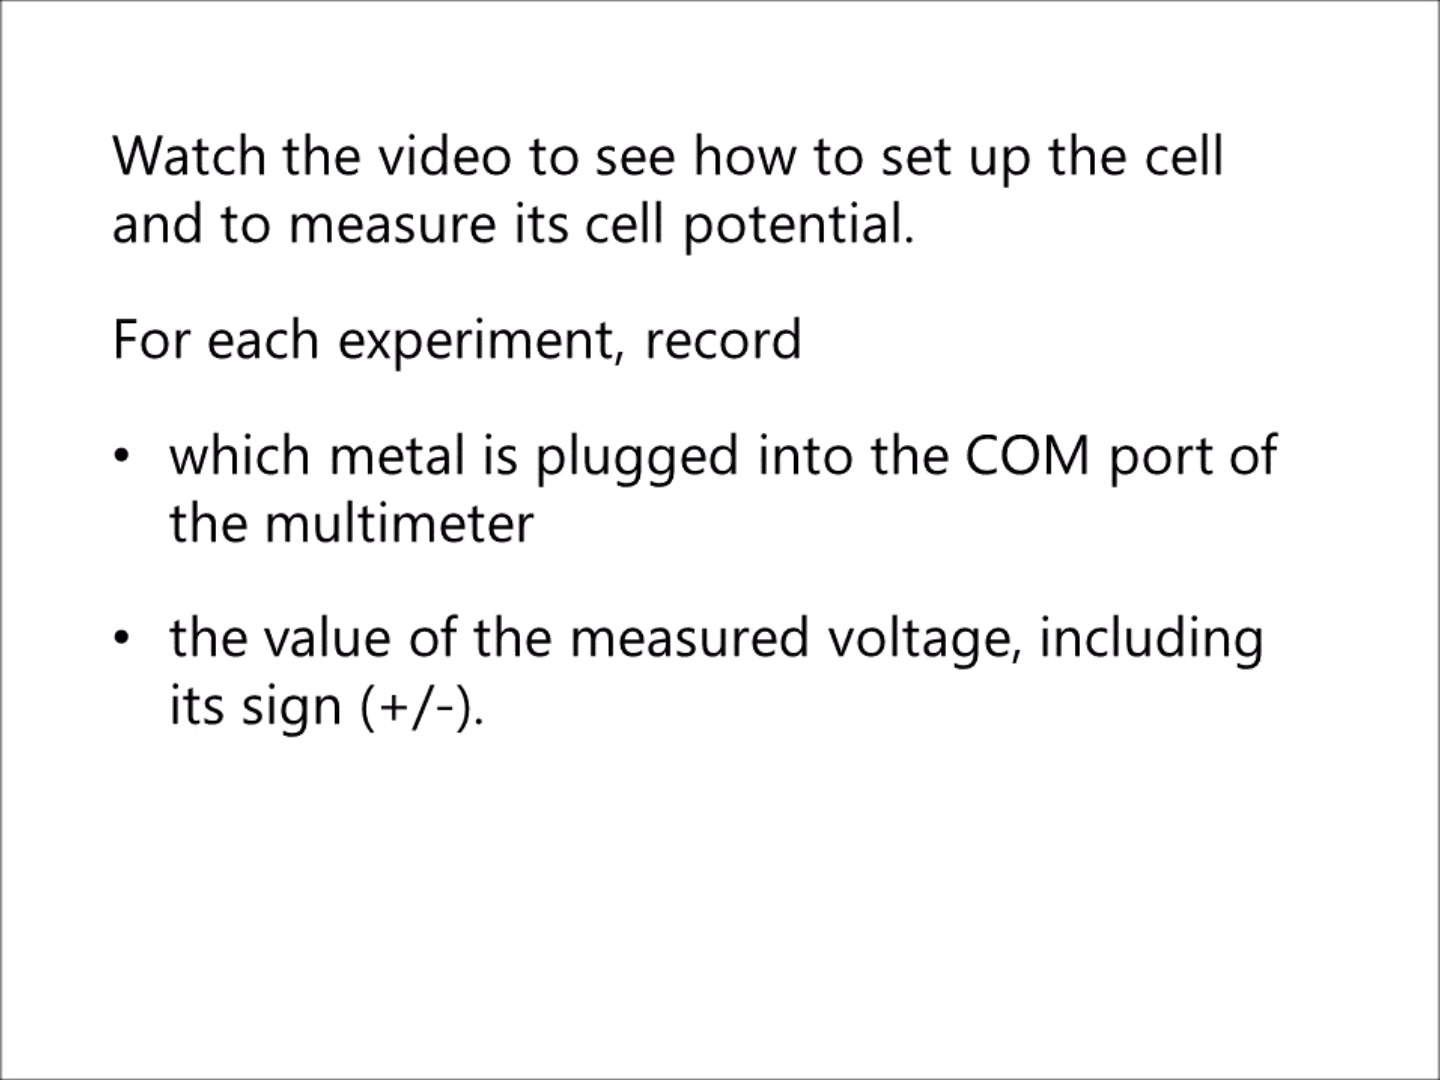 Watch the video to see how to set up the cell
and to measure its cell potential.
For each experiment, record
• which metal is plugged into the COM port of
the multimeter
• the value of the measured voltage, including
its sign (+/-).